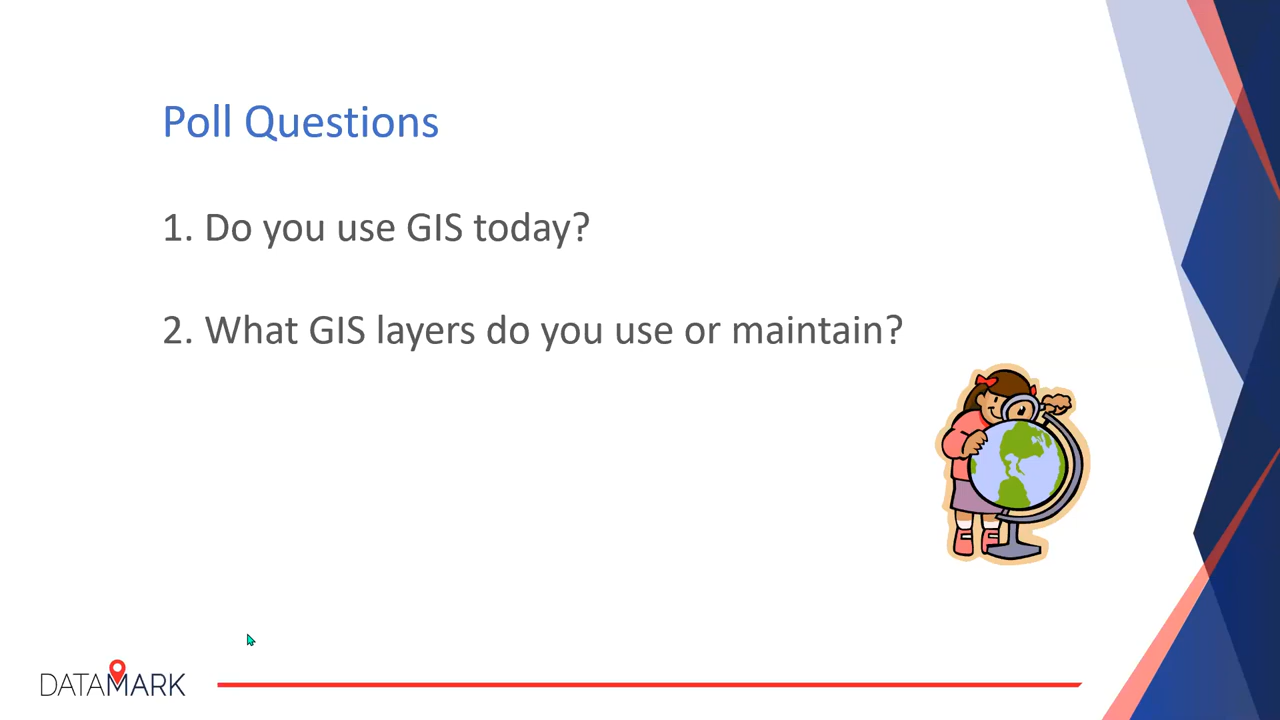 Poll Questions
1. Do you use GIS today?
2. What GIS layers do you use or maintain?
DATAMARK